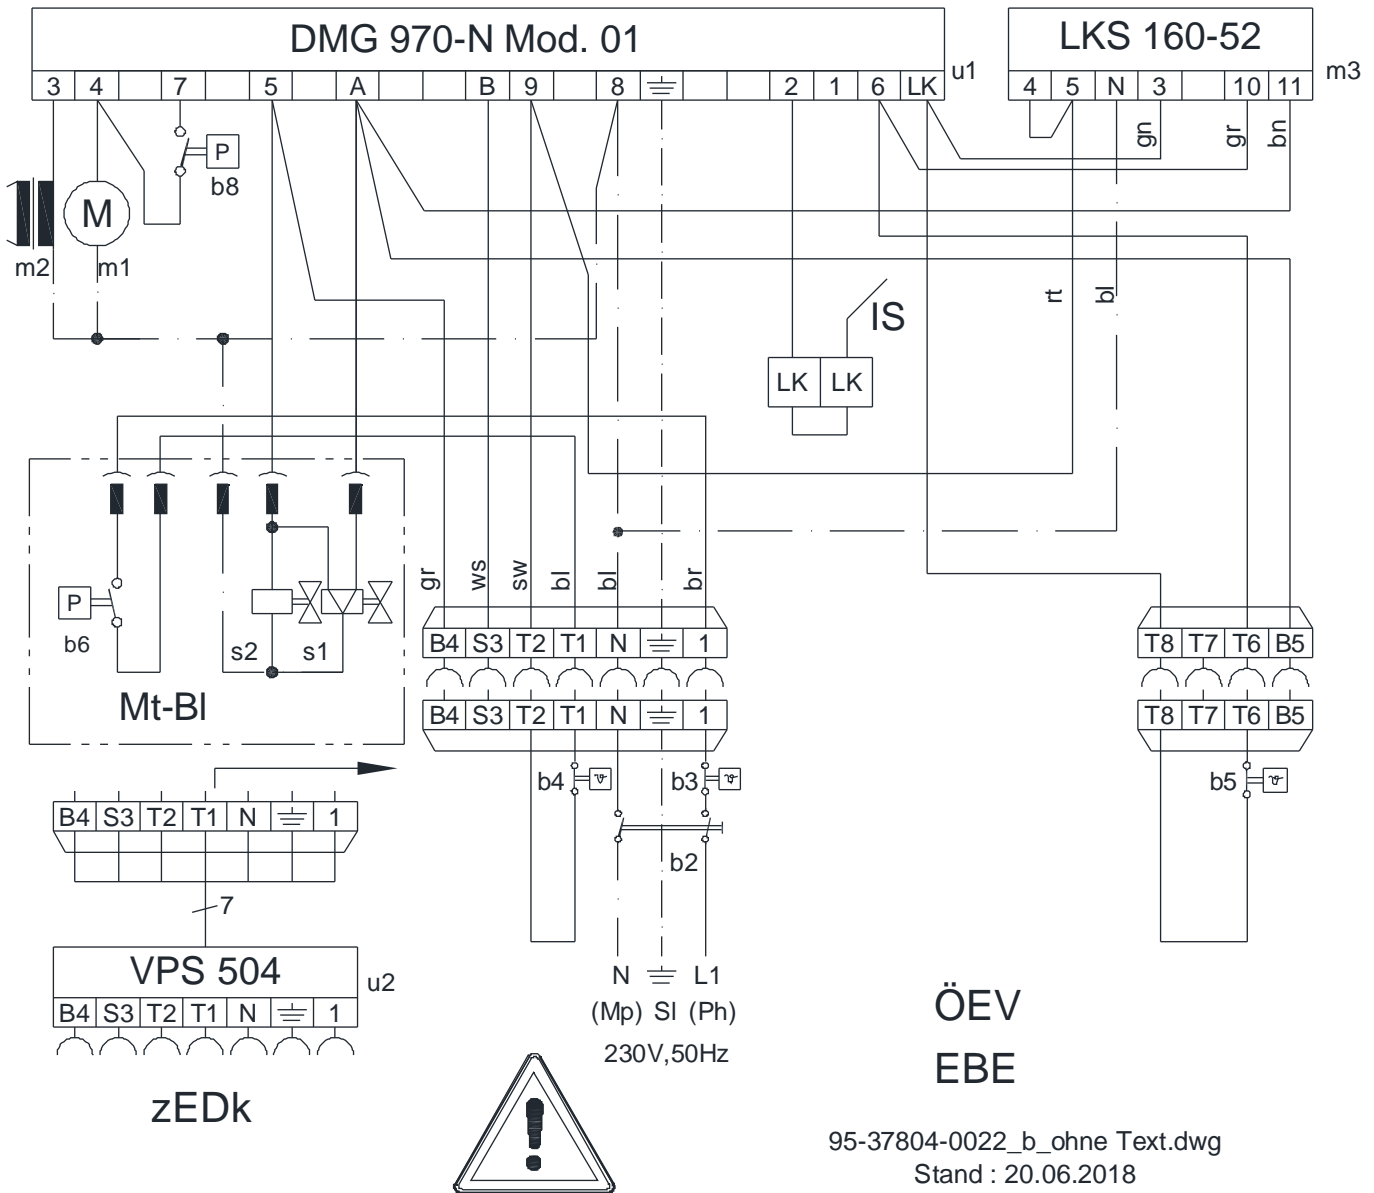 DMG 970-N Mod. 01
LKS 160-52
3 4 7 5 A B 9 8 2 1 6 LK
u1
4 5 N 3 10 11
m3
gn gr bn
P
b8
M
m2 m1
rt bl
IS
LK LK
P
b6
s2 s1
Mt-Bl
gr ws sw bl bl br
B4 S3 T2 T1 N 1
T8 T7 T6 B5
B4 S3 T2 T1 N 1
T8 T7 T6 B5
b4 ϑ b3 ϑ
b5 ϑ
b2
B4 S3 T2 T1 N 1
7
VPS 504
u2
B4 S3 T2 T1 N 1
zEDk
N L1
(Mp) SI (Ph)
230V,50Hz
ÖEV
EBE
!
95-37804-0022_b_ohne Text.dwg
Stand : 20.06.2018